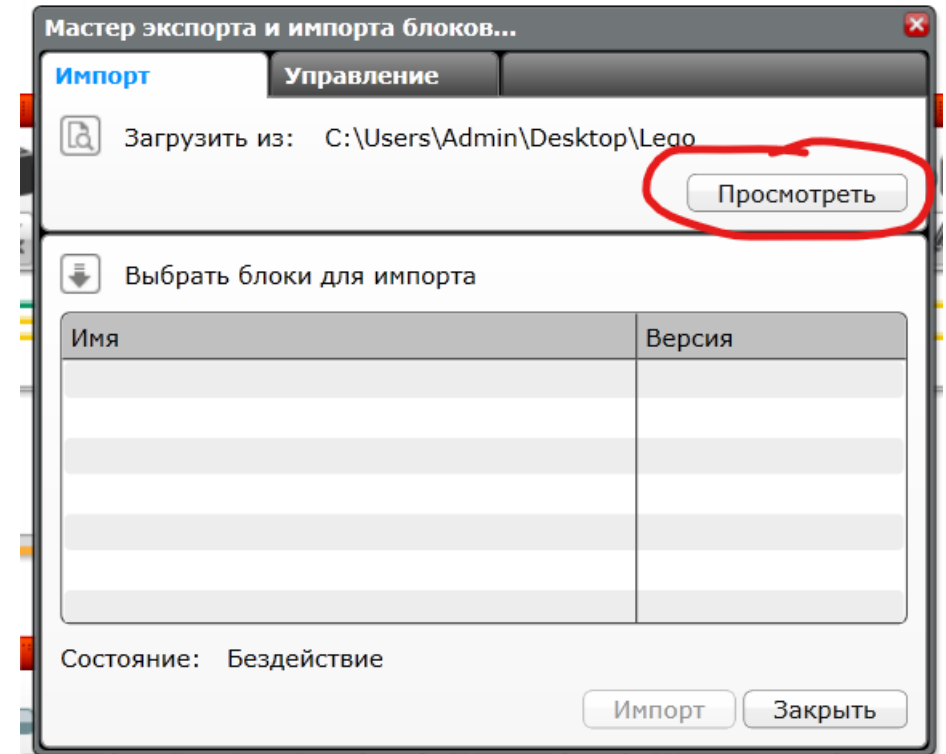 Мастер экспорта и импорта блоков...
Импорт
Управление
Загрузить из: C:\Users\Admin\Desktop\Lego
Просмотреть
Выбрать блоки для импорта
Имя
Версия
Состояние: Бездействие
Импорт
Закрыть